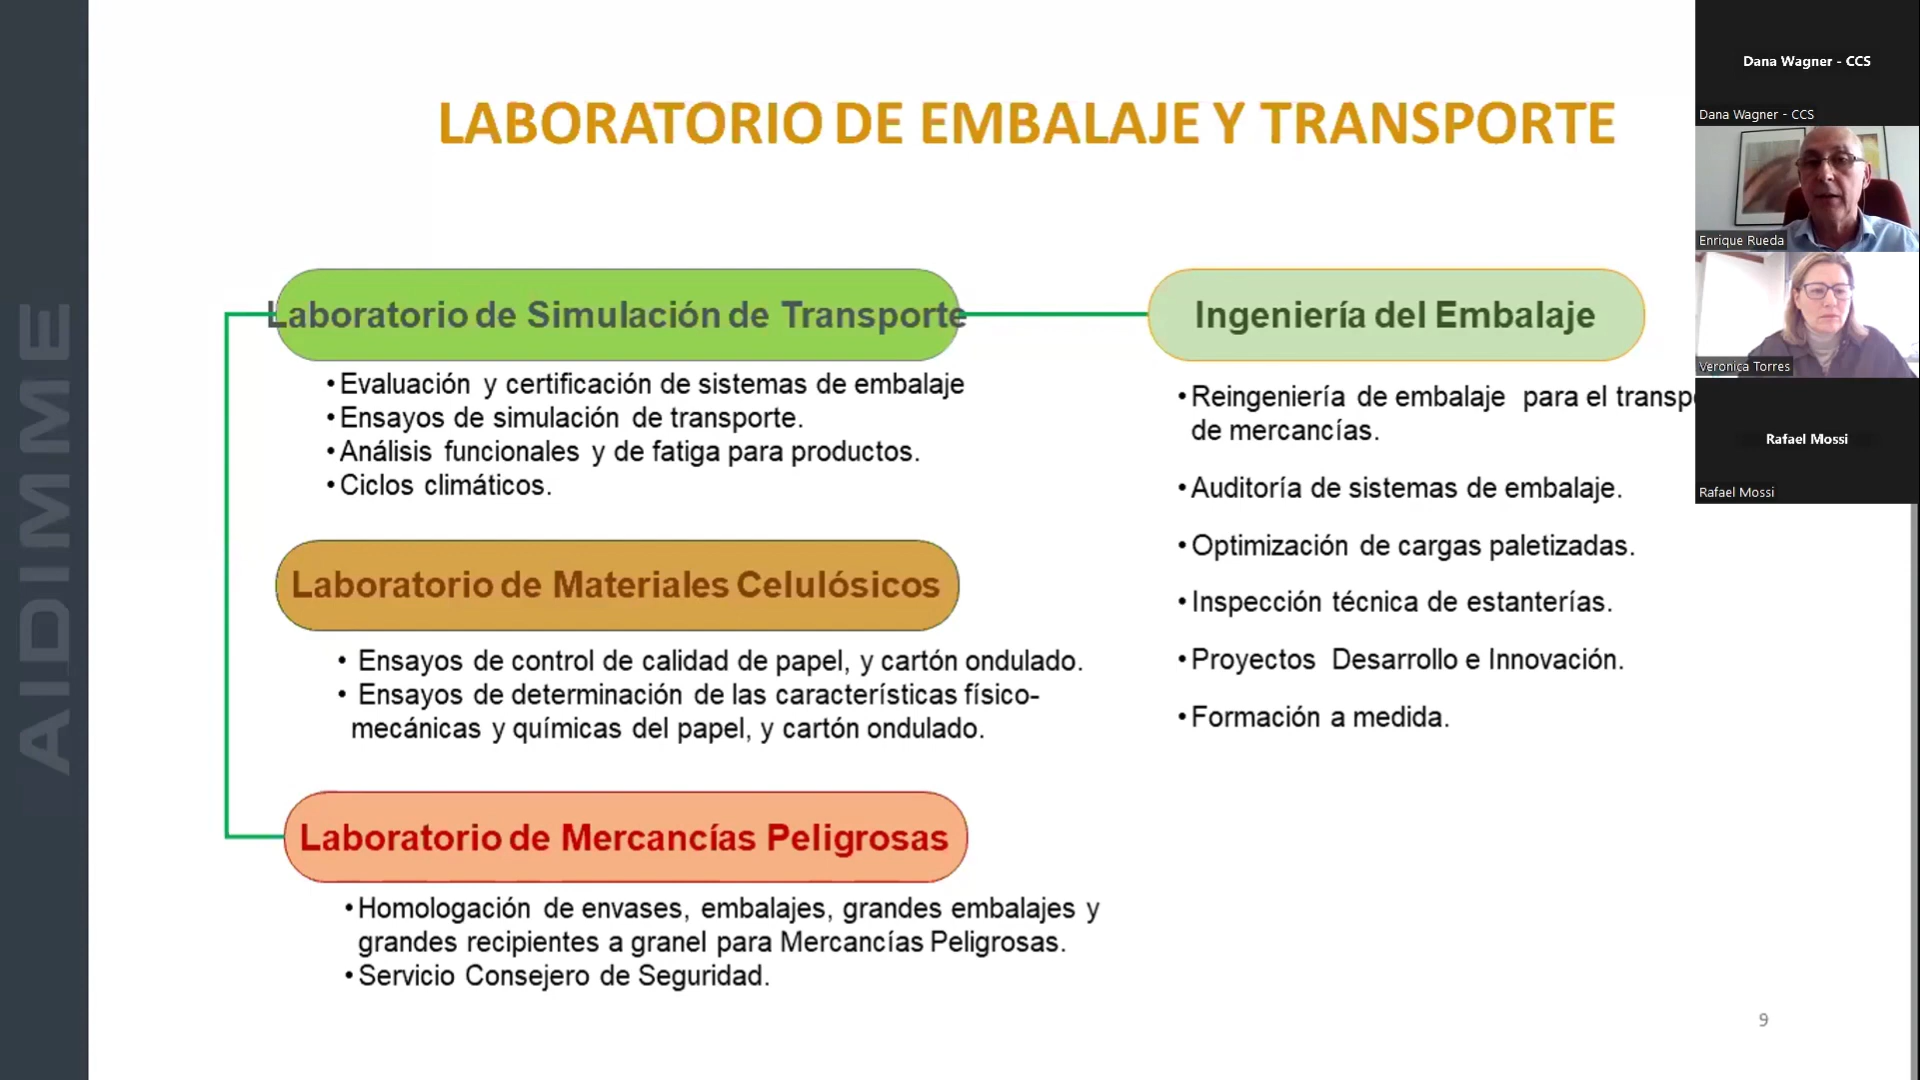 AIDIMME
LABORATORIO DE EMBALAJE Y TRANSPORTE
Laboratorio de Simulación de Transporte
•Evaluación y certificación de sistemas de embalaje
•Ensayos de simulación de transporte.
•Análisis funcionales y de fatiga para productos.
•Ciclos climáticos.
Laboratorio de Materiales Celulósicos
• Ensayos de control de calidad de papel, y cartón ondulado.
• Ensayos de determinación de las características físico-
mecánicas y químicas del papel, y cartón ondulado.
Laboratorio de Mercancías Peligrosas
•Homologación de envases, embalajes, grandes embalajes y
grandes recipientes a granel para Mercancías Peligrosas.
•Servicio Consejero de Seguridad.
Ingeniería del Embalaje
•Reingeniería de embalaje para el transp
de mercancías.
•Auditoría de sistemas de embalaje.
•Optimización de cargas paletizadas.
•Inspección técnica de estanterías.
•Proyectos Desarrollo e Innovación.
•Formación a medida.
9
Dana Wagner - CCS
Dana Wagner - CCS
Enrique Rueda
Veronica Torres
Rafael Mossi
Rafael Mossi